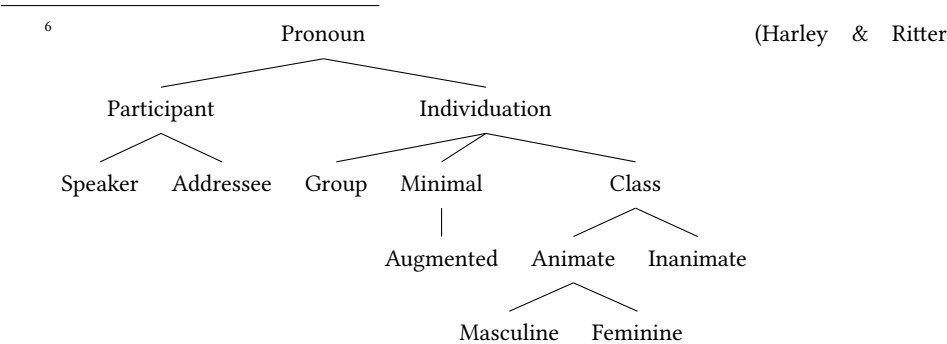 6 Pronoun (Harley & Ritter
Participant Individuation
Speaker Addressee Group Minimal Class
Augmented Animate Inanimate
Masculine Feminine